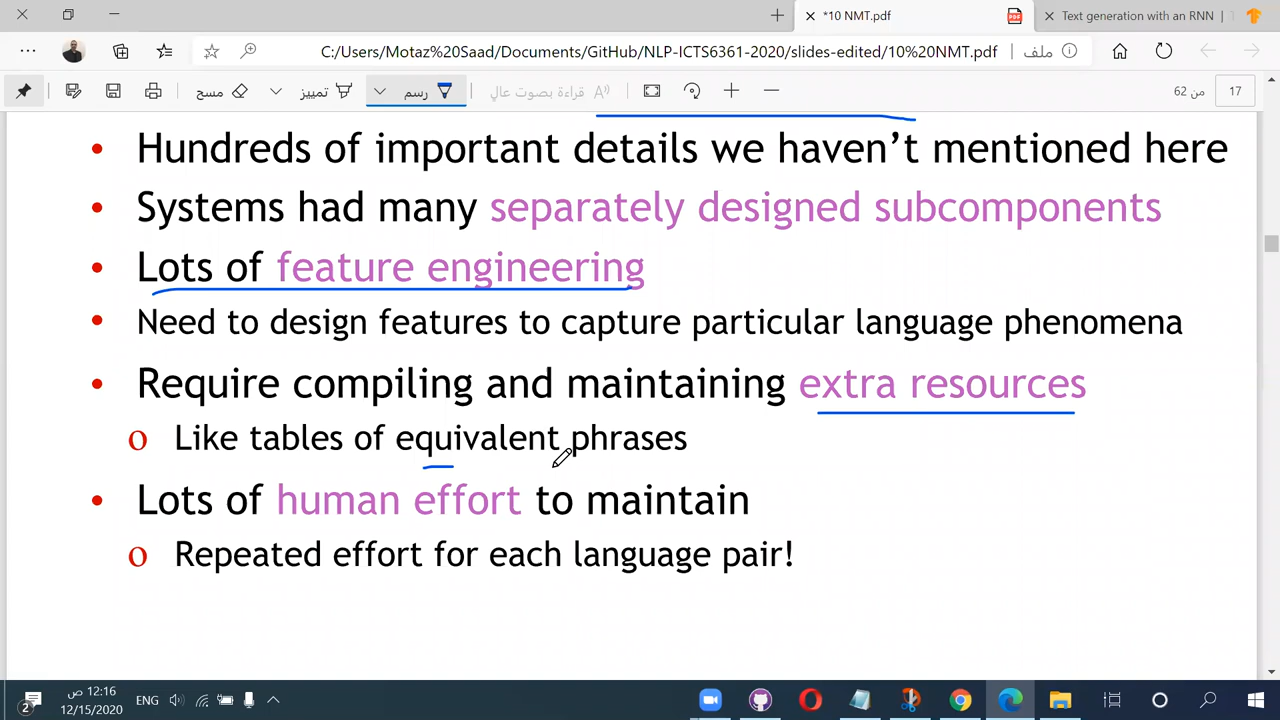 *10 NMT.pdf
Text generation with an RNN |
C:/Users/Motaz%20Saad/Documents/GitHub/NLP-ICTS6361-2020/slides-edited/10%20NMT.pdf
ملف
مسح
تمييز
رسم
قراءة بصوت عالٍ
من 62
17
• Hundreds of important details we haven’t mentioned here
• Systems had many separately designed subcomponents
• Lots of feature engineering
• Need to design features to capture particular language phenomena
• Require compiling and maintaining extra resources
o Like tables of equivalent phrases
• Lots of human effort to maintain
o Repeated effort for each language pair!
2
12:16 ص
12/15/2020
ENG